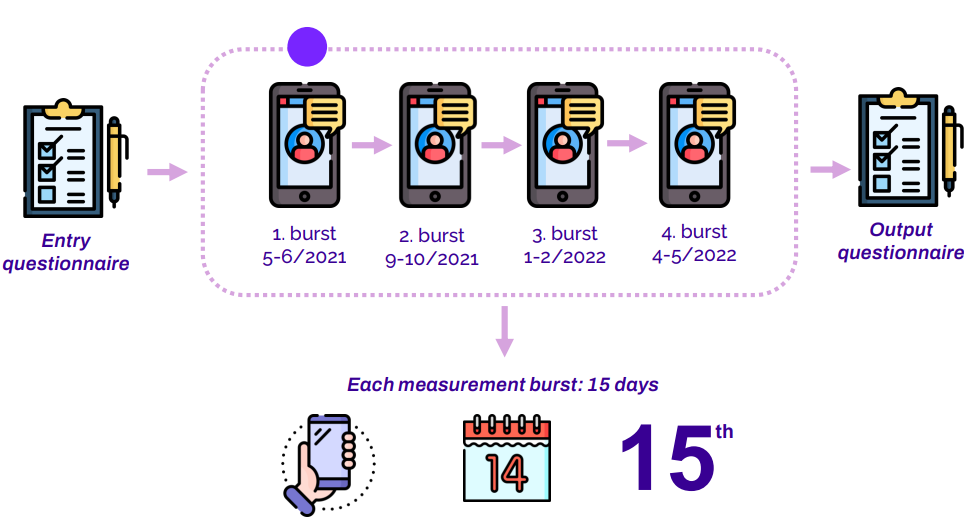 Entry
questionnaire
1. burst
5-6/2021
2. burst
9-10/2021
3. burst
1-2/2022
4. burst
4-5/2022
Output
questionnaire
Each measurement burst: 15 days
14
15th